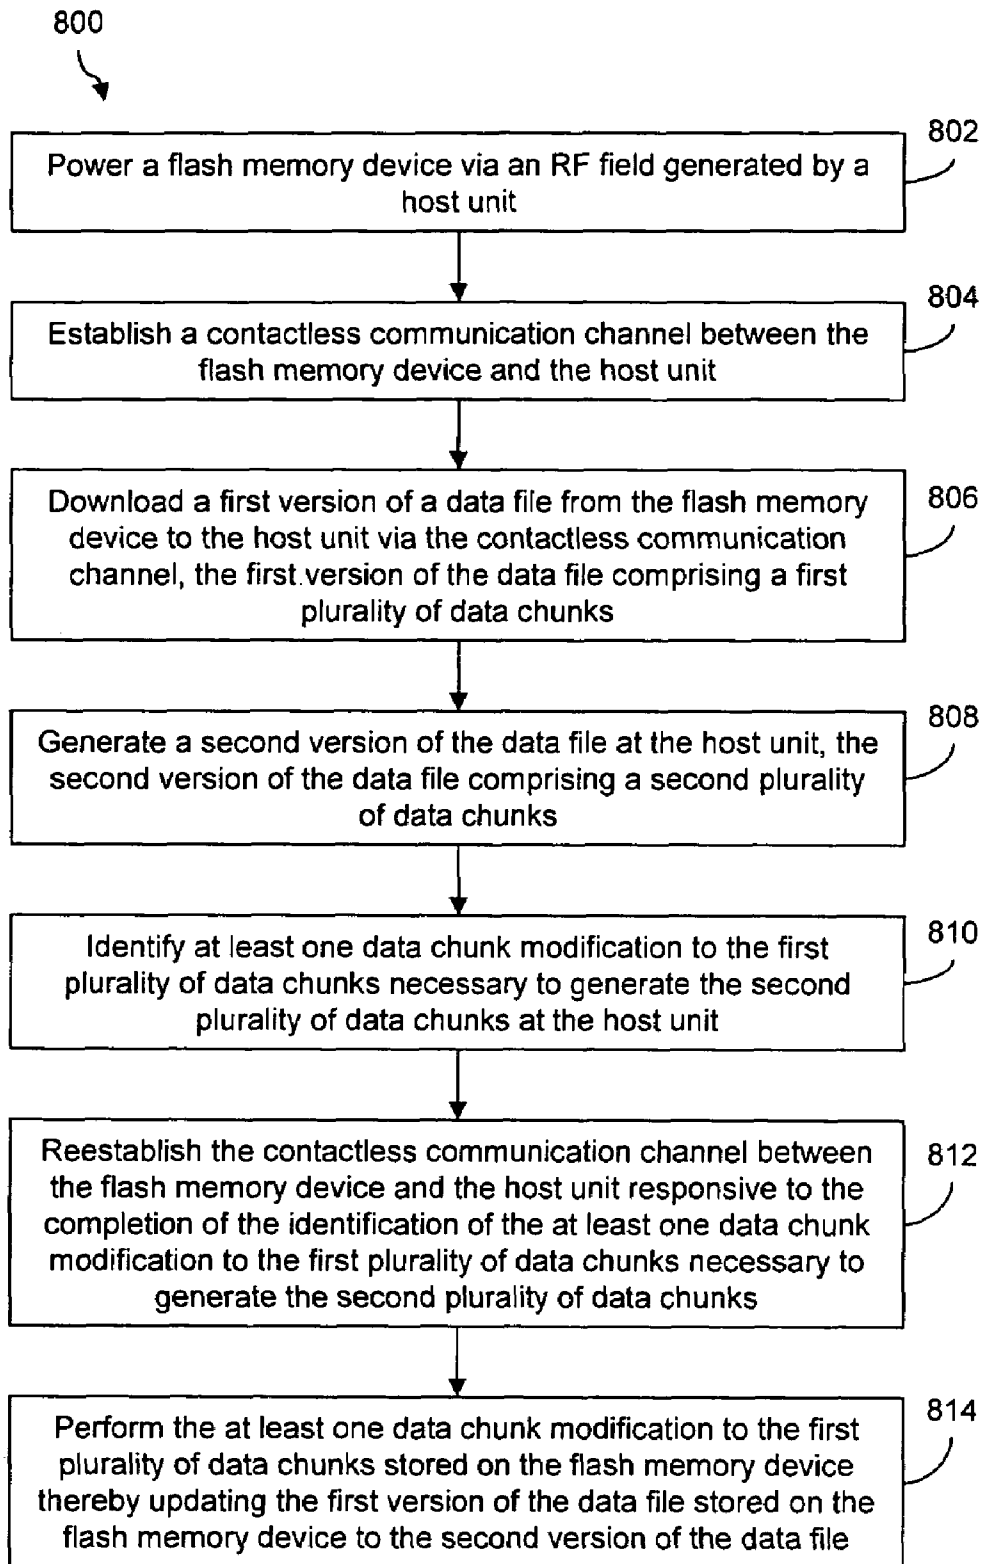 800
802
Power a flash memory device via an RF field generated by a
host unit
804
Establish a contactless communication channel between the
flash memory device and the host unit
806
Download a first version of a data file from the flash memory
device to the host unit via the contactless communication
channel, the first version of the data file comprising a first
plurality of data chunks
808
Generate a second version of the data file at the host unit, the
second version of the data file comprising a second plurality
of data chunks
810
Identify at least one data chunk modification to the first
plurality of data chunks necessary to generate the second
plurality of data chunks at the host unit
812
Reestablish the contactless communication channel between
the flash memory device and the host unit responsive to the
completion of the identification of the at least one data chunk
modification to the first plurality of data chunks necessary to
generate the second plurality of data chunks
814
Perform the at least one data chunk modification to the first
plurality of data chunks stored on the flash memory device
thereby updating the first version of the data file stored on the
flash memory device to the second version of the data file